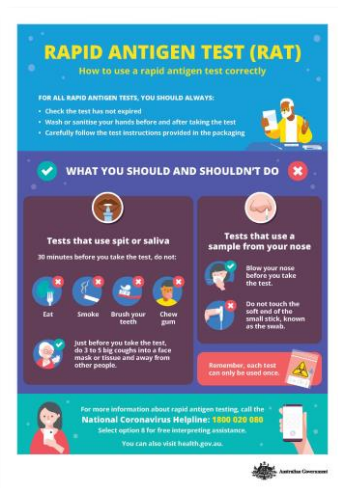 RAPID ANTIGEN TEST (RAT)
How to use a rapid antigen test correctly
FOR ALL RAPID ANTIGEN TESTS, YOU SHOULD ALWAYS:
• Check the test has not expired
• Wash or sanitise your hands before and after taking the test
• Carefully follow the test instructions provided in the packaging
WHAT YOU SHOULD AND SHOULDN'T DO
Tests that use spit or saliva
30 minutes before you take the test, do not:
Eat
Smoke
Brush your
teeth
Chew
gum
Just before you take the test,
do 3 to 5 big coughs into a face
mask or tissue and away from
other people.
Tests that use a
sample from your nose
Blow your nose
before you take
the test.
Do not touch the
soft end of the
small stick, known
as the swab.
Remember, each test
can only be used once.
For more information about rapid antigen testing, call the
National Coronavirus Helpline: 1800 020 080
Select option 8 for free interpreting assistance.
You can also visit health.gov.au.
Australian Government